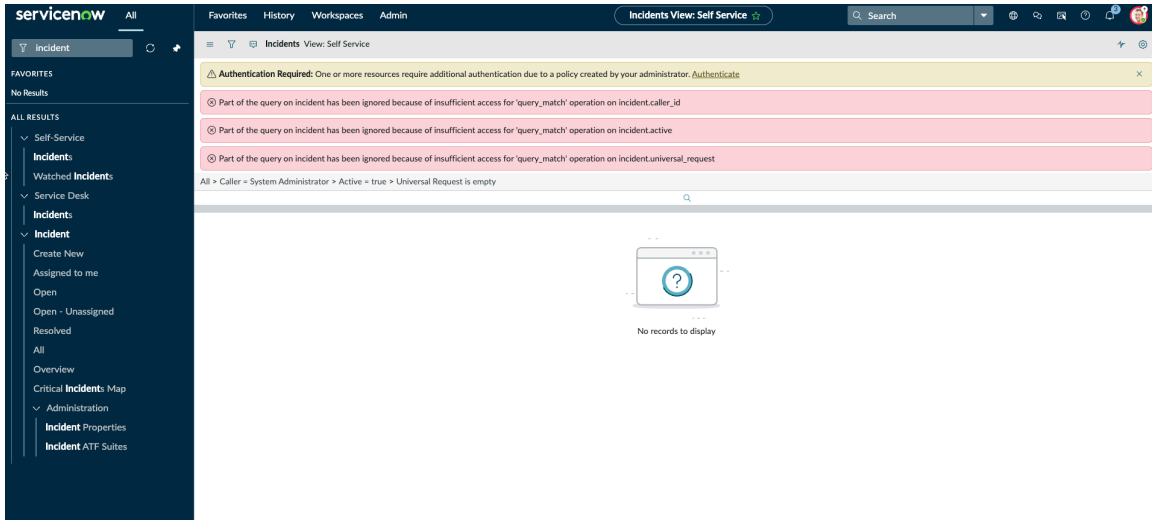 servicenow All Favorites History Workspaces Admin Incidents View: Self Service Search 3
incident
Incidents View: Self Service
FAVORITES
No Results
ALL RESULTS
Self-Service
Incidents
Watched Incidents
Service Desk
Incidents
Incident
Create New
Assigned to me
Open
Open - Unassigned
Resolved
All
Overview
Critical Incidents Map
Administration
Incident Properties
Incident ATF Suites
Authentication Required: One or more resources require additional authentication due to a policy created by your administrator. Authenticate
Part of the query on incident has been ignored because of insufficient access for 'query_match' operation on incident.caller_id
Part of the query on incident has been ignored because of insufficient access for 'query_match' operation on incident.active
Part of the query on incident has been ignored because of insufficient access for 'query_match' operation on incident.universal_request
All > Caller = System Administrator > Active = true > Universal Request is empty
?
No records to display